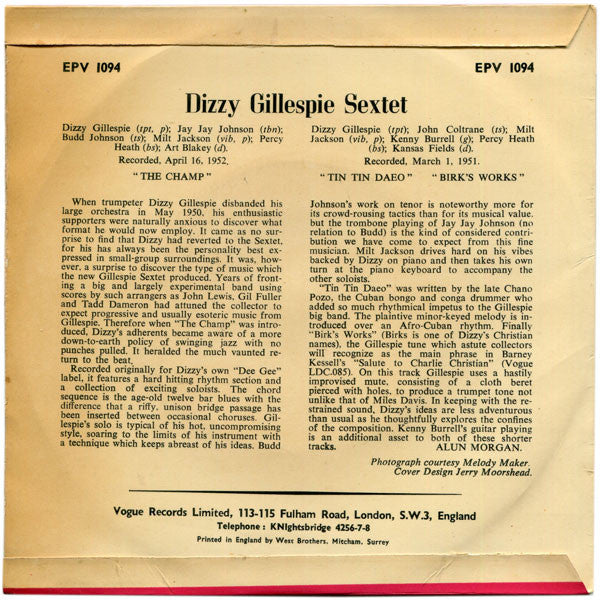 EPV 1094
EPV 1094
Dizzy Gillespie Sextet
Dizzy Gillespie (tpt, p); Jay Jay Johnson (tbn);
Budd Johnson (ts); Milt Jackson (vib, p); Percy
Heath (bs); Art Blakey (d).
Recorded, April 16, 1952.
"THE CHAMP"
When trumpeter Dizzy Gillespie disbanded his
large orchestra in May 1950, his enthusiastic
supporters were naturally anxious to discover what
format he would now employ. It came as no sur-
prise to find that Dizzy had reverted to the Sextet,
for his has always been the personality best ex-
pressed in small-group surroundings. It was, how-
ever, a surprise to discover the type of music which
the new Gillespie Sextet produced. Years of front-
ing a big and largely experimental band using
scores by such arrangers as John Lewis, Gil Fuller
and Tadd Dameron had attuned the collector to
expect progressive and usually esoteric music from
Gillespie. Therefore when "The Champ" was intro-
duced, Dizzy's adherents became aware of a more
down-to-earth policy of swinging jazz with no
punches pulled. It heralded the much vaunted re-
turn to the beat.
Recorded originally for Dizzy's own "Dee Gee"
label, it features a hard hitting rhythm section and
a collection of exciting soloists. The chord
sequence is the age-old twelve bar blues with the
difference that a riffy, unison bridge passage has
been inserted between occasional choruses. Gil-
lespie's solo is typical of his hot, uncompromising
style, soaring to the limits of his instrument with
a technique which keeps abreast of his ideas. Budd
Dizzy Gillespie (tpt); John Coltrane (ts); Milt
Jackson (vib, p); Kenny Burrell (g); Percy Heath
(bs); Kansas Fields (d).
Recorded, March 1, 1951.
"TIN TIN DAEO" "BIRK'S WORKS"
Johnson's work on tenor is noteworthy more for
its crowd-rousing tactics than for its musical value,
but the trombone playing of Jay Jay Johnson (no
relation to Budd) is the kind of considered contri-
bution we have come to expect from this fine
musician. Milt Jackson drives hard on his vibes
backed by Dizzy on piano and then takes his own
turn at the piano keyboard to accompany the
other soloists.
"Tin Tin Daeo" was written by the late Chano
Pozo, the Cuban bongo and conga drummer who
added so much rhythmical impetus to the Gillespie
big band. The plaintive minor-keyed melody is in-
troduced over an Afro-Cuban rhythm. Finally
"Birk's Works" (Birks is one of Dizzy's Christian
names), the Gillespie tune which astute collectors
will recognize as the main phrase in Barney
Kessell's "Salute to Charlie Christian" (Vogue
LDC.085). On this track Gillespie uses a hastily
improvised mute, consisting of a cloth beret
pierced with holes, to produce a trumpet tone not
unlike that of Miles Davis. In keeping with the re-
strained sound, Dizzy's ideas are less adventurous
than usual as he thoughtfully explores the confines
of the composition. Kenny Burrell's guitar playing
is an additional asset to both of these shorter
tracks. ALUN MORGAN.
Photograph courtesy Melody Maker.
Cover Design Jerry Moorshead.
Vogue Records Limited, 113-115 Fulham Road, London, S.W.3, England
Telephone: KNIghtsbridge 4256-7-8
Printed in England by West Brothers, Mitcham, Surrey